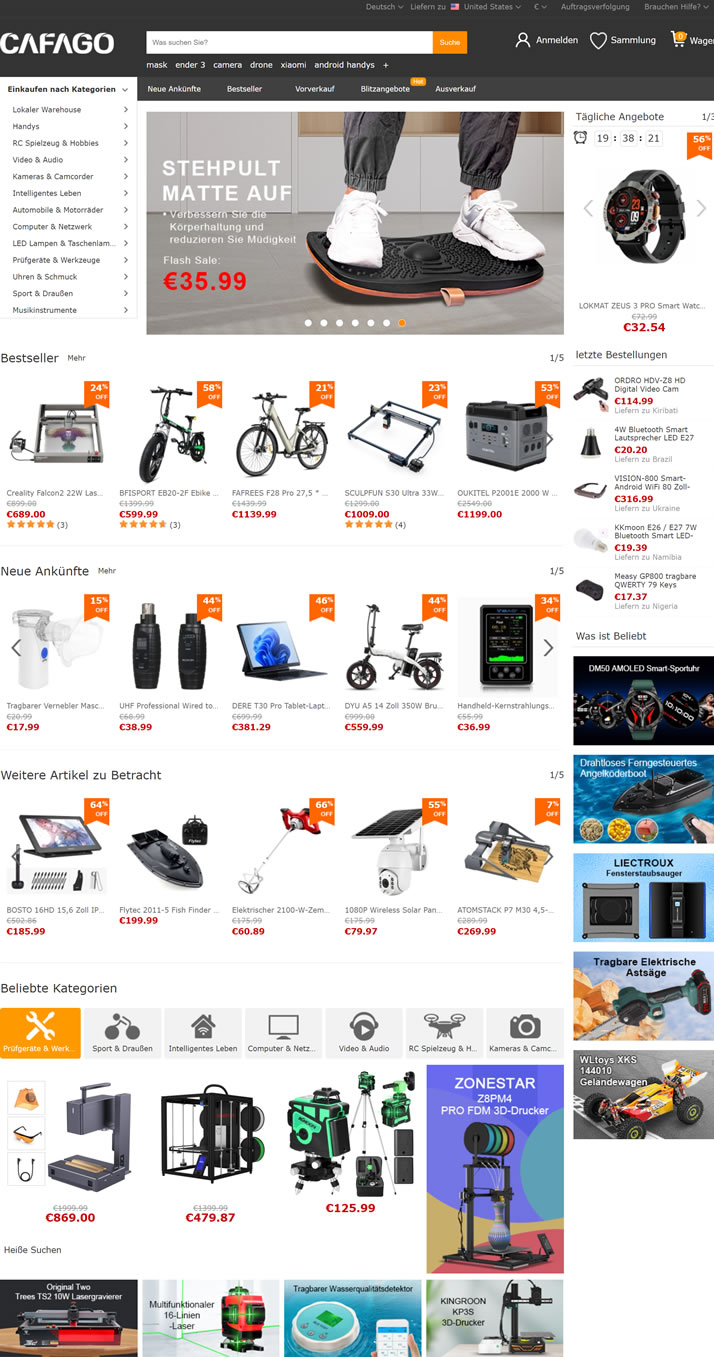 Deutsch Liefern zu United States € Auftragsverfolgung Brauchen Hilfe?
CAFAGO
Was suchen Sie?
Suche
Anmelden
Sammlung
0
Wagen
mask ender 3 camera drone xiaomi android handys +
Einkaufen nach Kategorien
Neue Ankünfte
Bestseller
Vorverkauf
Blitzangebote
Hot
Ausverkauf
Lokaler Warehouse
Handys
RC Spielzeug & Hobbies
Video & Audio
Kameras & Camcorder
Intelligentes Leben
Automobile & Motorräder
Computer & Netzwerk
LED Lampen & Taschenlam...
Prüfgeräte & Werkzeuge
Uhren & Schmuck
Sport & Draußen
Musikinstrumente
STEHPULT
MATTE AUF
• Verbessern Sie die
Körperhaltung und
reduzieren Sie Müdigkeit
Flash Sale:
€35.99
Tägliche Angebote 1/3
19 : 38 : 21
56%
OFF
LOKMAT ZEUS 3 PRO Smart Watc...
€72.99
€32.54
Bestseller Mehr 1/5
24%
OFF
Creality Falcon2 22W Las...
€899.00
€689.00
(3)
58%
OFF
BFISPORT EB20-2F Ebike ...
€1399.99
€599.99
(3)
21%
OFF
FAFREES F28 Pro 27,5 * ...
€1439.99
€1139.99
23%
OFF
SCULPFUN S30 Ultra 33W...
€1299.00
€1009.00
(4)
53%
OFF
OUKITEL P2001E 2000 W ...
€2549.00
€1199.00
letzte Bestellungen
ORDRO HDV-Z8 HD
Digital Video Cam
€114.99
Liefern zu Kiribati
4W Bluetooth Smart
Lautsprecher LED E27
€20.20
Liefern zu Brazil
VISION-800 Smart-
Android WiFi 80 Zoll-
€316.99
Liefern zu Ukraine
KKmoon E26 / E27 7W
Bluetooth Smart LED-
€19.39
Liefern zu Namibia
Measy GP800 tragbare
QWERTY 79 Keys
€17.37
Liefern zu Nigeria
Neue Ankünfte Mehr 1/5
15%
OFF
Tragbarer Vernebler Masc...
€20.99
€17.99
44%
OFF
UHF Professional Wired to...
€68.99
€38.99
46%
OFF
DERE T30 Pro Tablet-Lapt...
€699.99
€381.29
44%
OFF
DYU A5 14 Zoll 350W Bru...
€999.00
€559.99
34%
OFF
Handheld-Kernstrahlungs...
€55.99
€36.99
Was ist Beliebt
DM50 AMOLED Smart-Sportuhr
10:10:00
Drahtloses Ferngesteuertes
Angelköderboot
LIECTROUX
Fensterstaubsauger
Tragbare Elektrische
Astsäge
WLtoys XKS
144010
Gelandewagen
Weitere Artikel zu Betracht 1/5
64%
OFF
BOSTO 16HD 15,6 Zoll IP...
€502.86
€185.99
Flytec
Flytec 2011-5 Fish Finder ...
€199.99
66%
OFF
Elektrischer 2100-W-Zem...
€175.99
€60.89
55%
OFF
1080P Wireless Solar Pan...
€175.99
€79.97
7%
OFF
ATOMSTACK P7 M30 4,5-...
€289.99
€269.99
Beliebte Kategorien
Prüfgeräte & Werk...
Sport & Draußen
Intelligentes Leben
Computer & Netz...
Video & Audio
RC Spielzeug & H...
Kameras & Camc...
€1999.99
€869.00
€1399.99
€479.87
€125.99
ZONESTAR
Z8PM4
PRO FDM 3D-Drucker
Heiße Suchen
Original Two
Trees TS2 10W Lasergravierer
Multifunktionaler
16-Linien
-Laser
Tragbarer Wasserqualitätsdetektor
KINGROON
KP3S
3D-Drucker